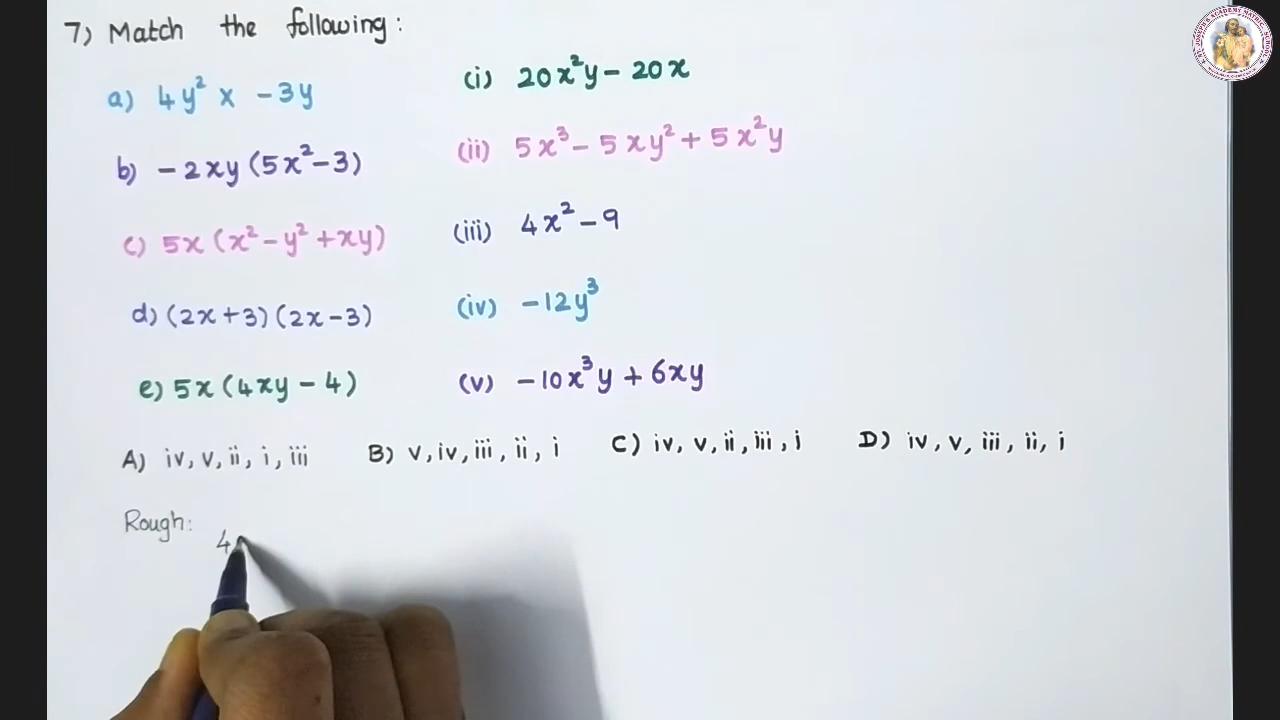 7) Match the following:
a) 4y² x -3y (i) 20x²y - 20x
b) -2xy (5x²-3) (ii) 5x³ - 5xy² + 5x²y
c) 5x (x² - y² + xy) (iii) 4x² - 9
d) (2x+3) (2x-3) (iv) -12y³
e) 5x (4xy - 4) (v) -10x³y + 6xy
A) iv, v, ii, i, iii B) v, iv, iii, ii, i C) iv, v, ii, iii, i D) iv, v, iii, ii, i
Rough: 4